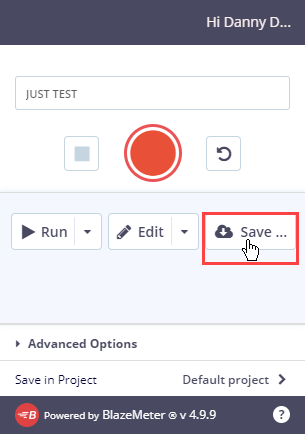 Hi Danny D...
JUST TEST
Run Edit Save ...
Advanced Options
Save in Project Default project
Powered by BlazeMeter ® v 4.9.9 ?